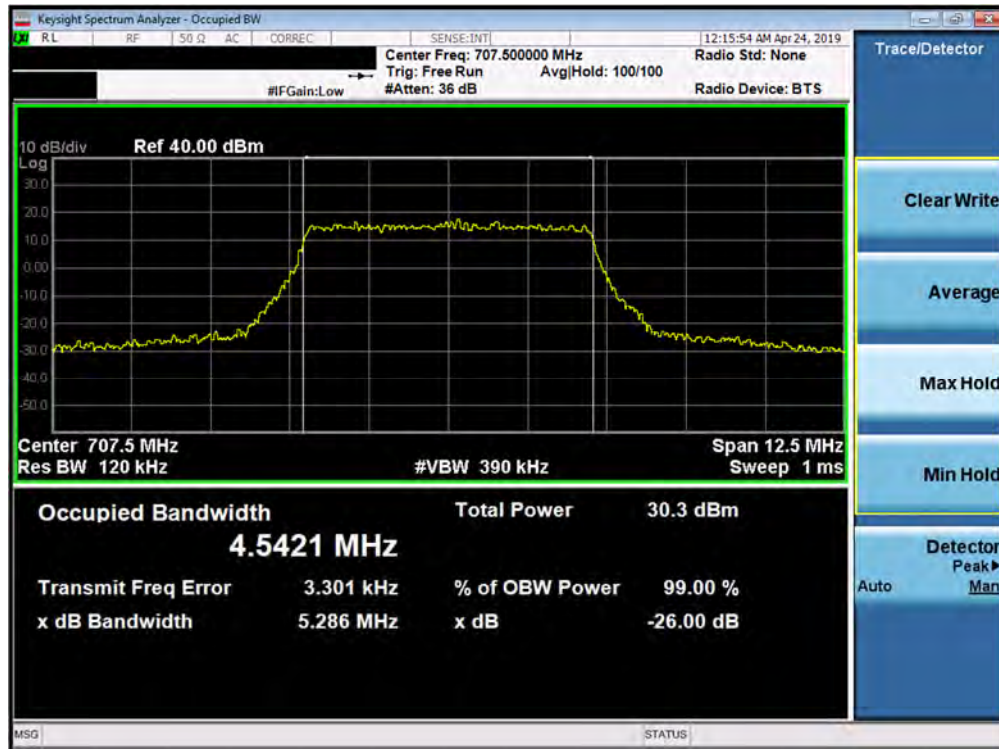 Keysight Spectrum Analyzer - Occupied BW
LXI RL RF 50 Ω AC CORREC SENSE:INT 12:15:54 AM Apr 24, 2019
Center Freq: 707.500000 MHz Radio Std: None
Trig: Free Run Avg|Hold: 100/100
#IFGain:Low #Atten: 36 dB Radio Device: BTS
10 dB/div Ref 40.00 dBm
Log
30.0
20.0
10.0
0.00
-10.0
-20.0
-30.0
-40.0
-50.0
Center 707.5 MHz Span 12.5 MHz
Res BW 120 kHz #VBW 390 kHz Sweep 1 ms
Occupied Bandwidth Total Power 30.3 dBm
4.5421 MHz
Transmit Freq Error 3.301 kHz % of OBW Power 99.00 %
x dB Bandwidth 5.286 MHz x dB -26.00 dB
MSG STATUS
Trace/Detector
Clear Write
Average
Max Hold
Min Hold
Detector
Peak▶
Auto Man